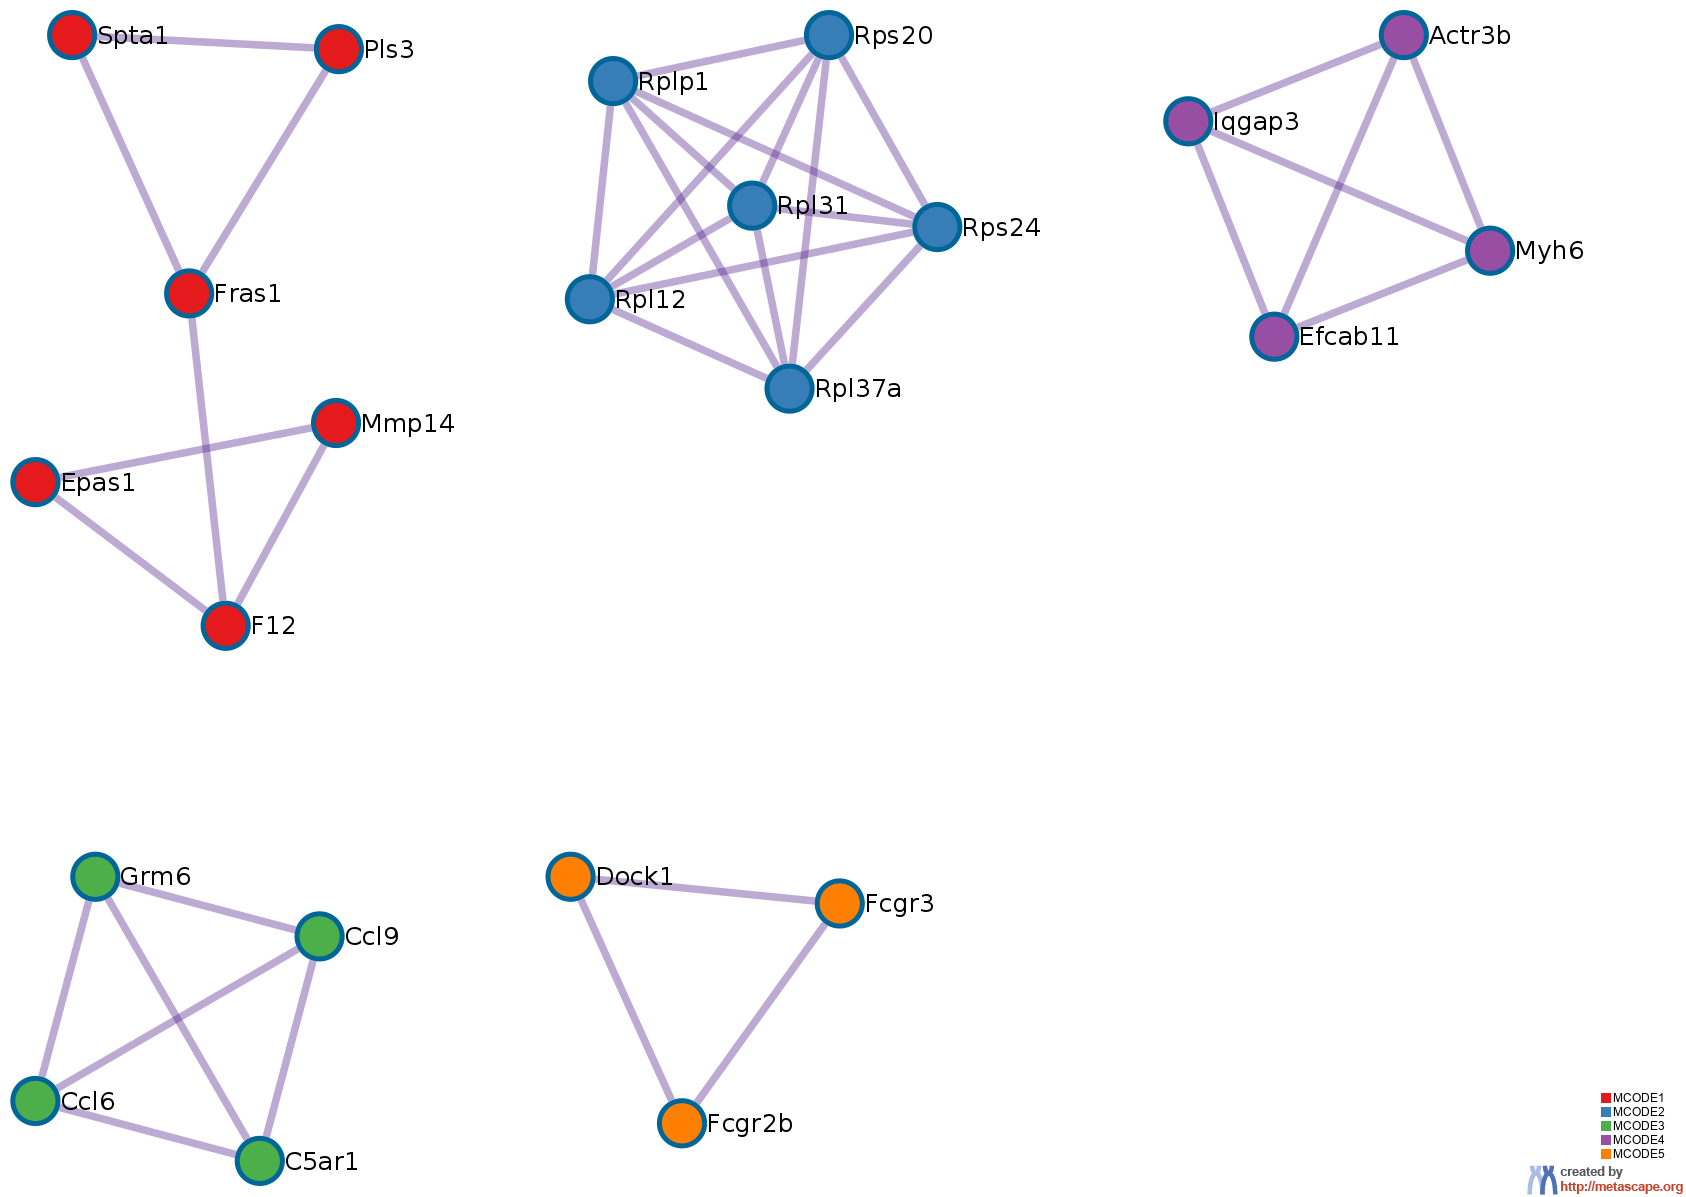 Spta1
Pls3
Fras1
Mmp14
Epas1
F12
Rps20
Rplp1
Rpl31
Rps24
Rpl12
Rpl37a
Actr3b
Iqgap3
Myh6
Efcab11
Grm6
Ccl9
Ccl6
C5ar1
Dock1
Fcgr3
Fcgr2b
MCODE1
MCODE2
MCODE3
MCODE4
MCODE5
created by
http://metascape.org